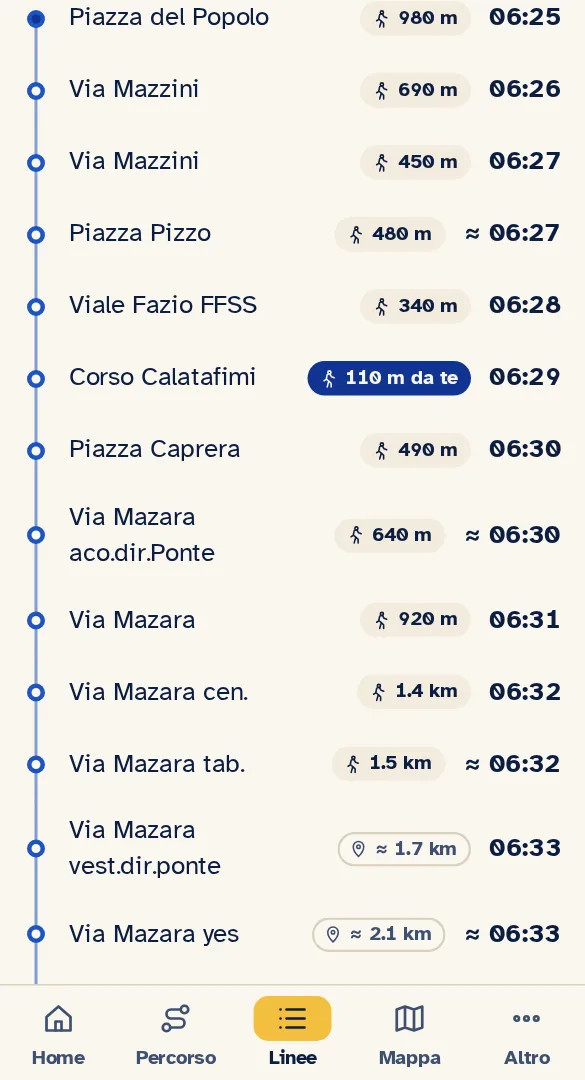 Piazza del Popolo 980 m 06:25
Via Mazzini 690 m 06:26
Via Mazzini 450 m 06:27
Piazza Pizzo 480 m ≈ 06:27
Viale Fazio FFSS 340 m 06:28
Corso Calatafimi 110 m da te 06:29
Piazza Caprera 490 m 06:30
Via Mazara
aco.dir.Ponte 640 m ≈ 06:30
Via Mazara 920 m 06:31
Via Mazara cen. 1.4 km 06:32
Via Mazara tab. 1.5 km ≈ 06:32
Via Mazara
vest.dir.ponte ≈ 1.7 km 06:33
Via Mazara yes ≈ 2.1 km ≈ 06:33
Home Percorso Linee Mappa Altro